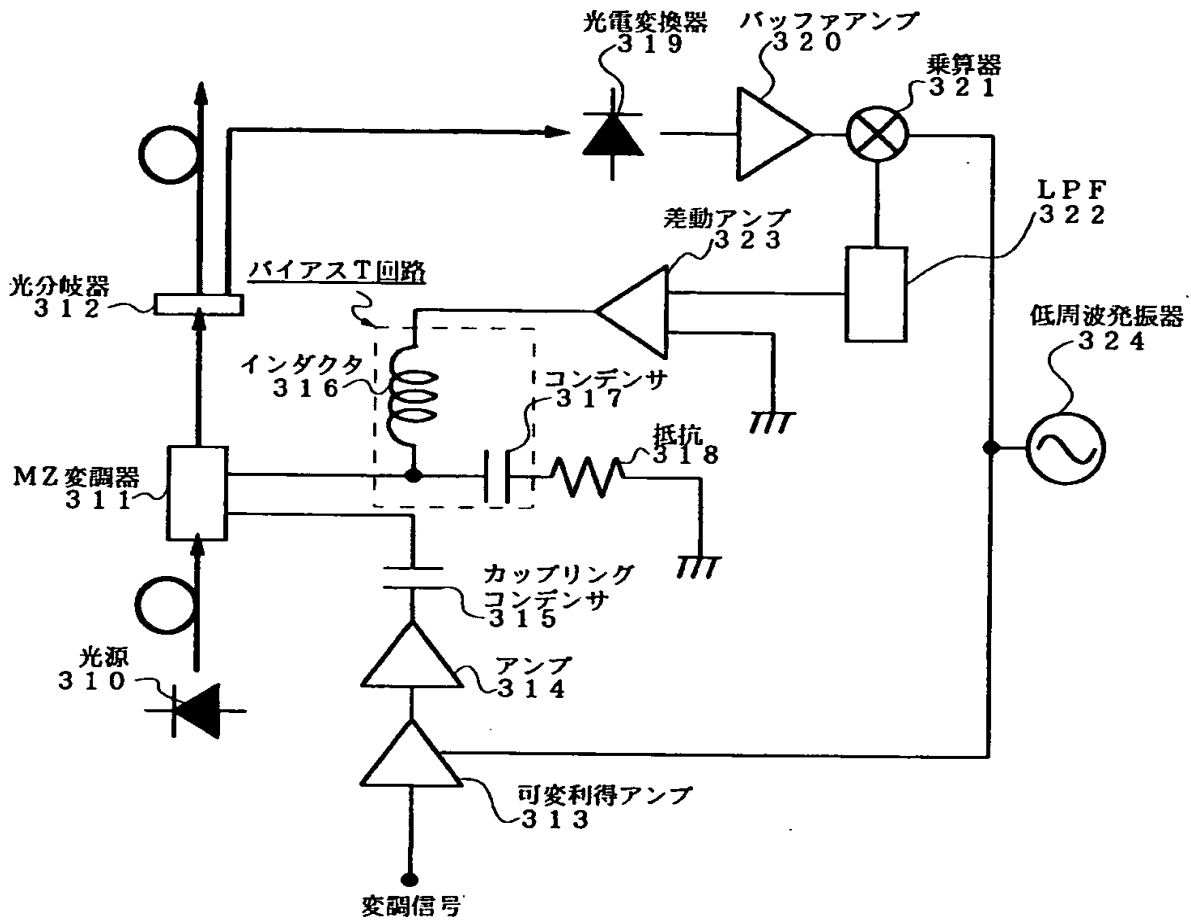 光電変換器
319
バッファアンプ
320
乗算器
321
LPF
322
差動アンプ
323
バイアスT回路
光分岐器
312
低周波発振器
324
インダクタ
316
コンデンサ
317
抵抗
318
MZ変調器
311
カップリング
コンデンサ
315
光源
310
アンプ
314
可変利得アンプ
313
変調信号